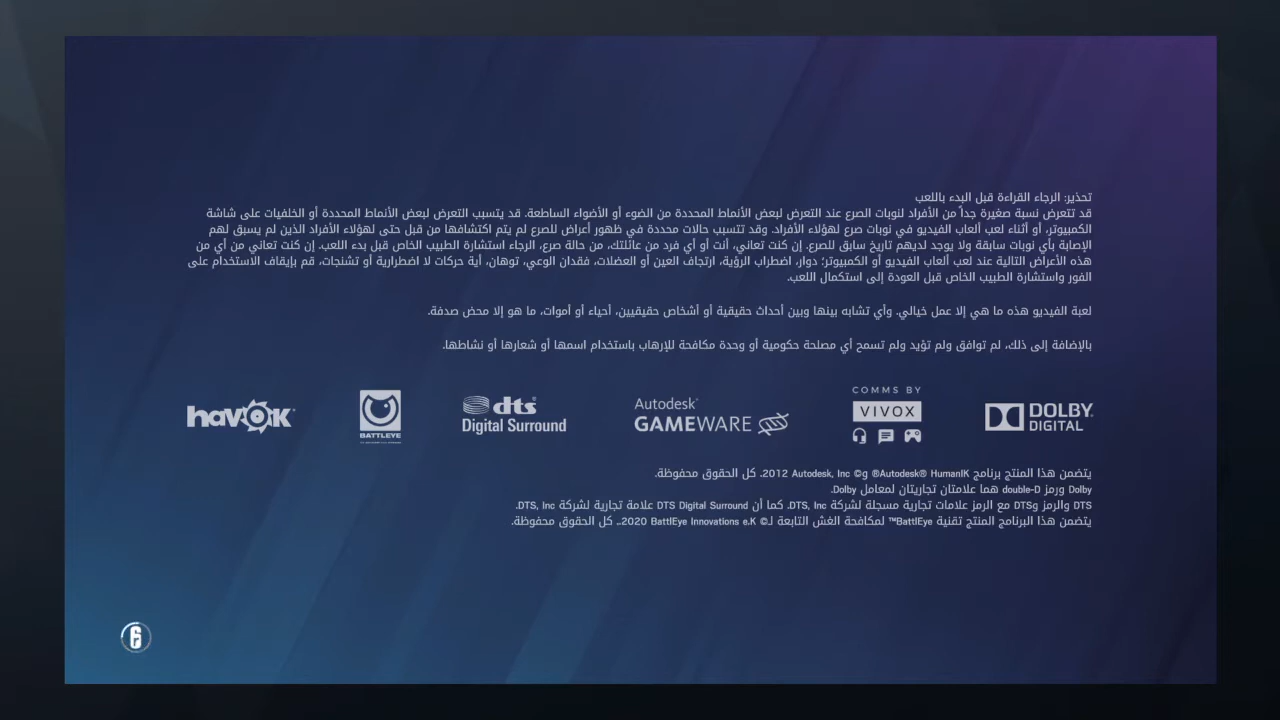 تحذير: الرجاء القراءة قبل البدء باللعب
قد تتعرض نسبة صغيرة جداً من الأفراد لنوبات الصرع عند التعرض لبعض الأنماط المحددة من الضوء أو الأضواء الساطعة. قد يتسبب التعرض لبعض الأنماط المحددة أو الخلفيات على شاشة
الكمبيوتر، أو أثناء لعب ألعاب الفيديو في نوبات صرع لهؤلاء الأفراد. وقد تتسبب حالات محددة في ظهور أعراض للصرع لم يتم اكتشافها من قبل حتى لهؤلاء الأفراد الذين لم يسبق لهم
الإصابة بأي نوبات سابقة ولا يوجد لديهم تاريخ سابق للصرع. إن كنت تعاني، أنت أو أي فرد من عائلتك، من حالة صرع، الرجاء استشارة الطبيب الخاص قبل بدء اللعب. إن كنت تعاني من أي من
هذه الأعراض التالية عند لعب ألعاب الفيديو أو الكمبيوتر؛ دوار، اضطراب الرؤية، ارتجاف العين أو العضلات، فقدان الوعي، توهان، أية حركات لا اضطرارية أو تشنجات، قم بإيقاف الاستخدام على
الفور واستشارة الطبيب الخاص قبل العودة إلى استكمال اللعب.
لعبة الفيديو هذه ما هي إلا عمل خيالي. وأي تشابه بينها وبين أحداث حقيقية أو أشخاص حقيقيين، أحياء أو أموات، ما هو إلا محض صدفة.
بالإضافة إلى ذلك، لم توافق ولم تؤيد ولم تسمح أي مصلحة حكومية أو وحدة مكافحة للإرهاب باستخدام اسمها أو شعارها أو نشاطها.
DOLBY
DIGITAL
COMMS BY
VIVOX
Autodesk
GAMEWARE
dts
Digital Surround
BATTLEYE
havok
يتضمن هذا المنتج برنامج Autodesk® HumanIK® و© 2012 Autodesk, Inc. كل الحقوق محفوظة.
Dolby ورمز double-D هما علامتان تجاريتان لمعامل Dolby.
DTS والرمز وDTS مع الرمز علامات تجارية مسجلة لشركة DTS, Inc. كما أن DTS Digital Surround علامة تجارية لشركة DTS, Inc.
يتضمن هذا البرنامج المنتج تقنية BattlEye™ لمكافحة الغش التابعة لـ© 2020 BattlEye Innovations e.K.. كل الحقوق محفوظة.
6